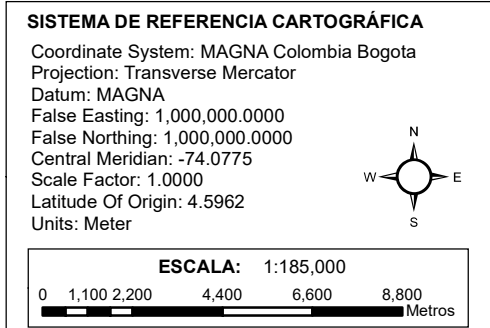 SISTEMA DE REFERENCIA CARTOGRÁFICA
Coordinate System: MAGNA Colombia Bogota
Projection: Transverse Mercator
Datum: MAGNA
False Easting: 1,000,000.0000
False Northing: 1,000,000.0000
Central Meridian: -74.0775
Scale Factor: 1.0000
Latitude Of Origin: 4.5962
Units: Meter
N
W E
S
ESCALA: 1:185,000
0 1,100 2,200 4,400 6,600 8,800
Metros